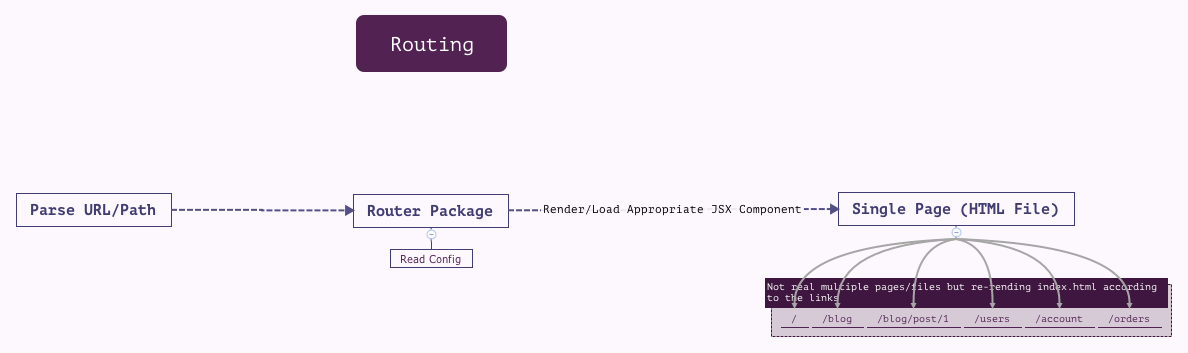 Routing
Parse URL/Path
Router Package
Render/Load Appropriate JSX Component
Single Page (HTML File)
Read Config
Not real multiple pages/files but re-rending index.html according
to the links
/
/blog
/blog/post/1
/users
/account
/orders